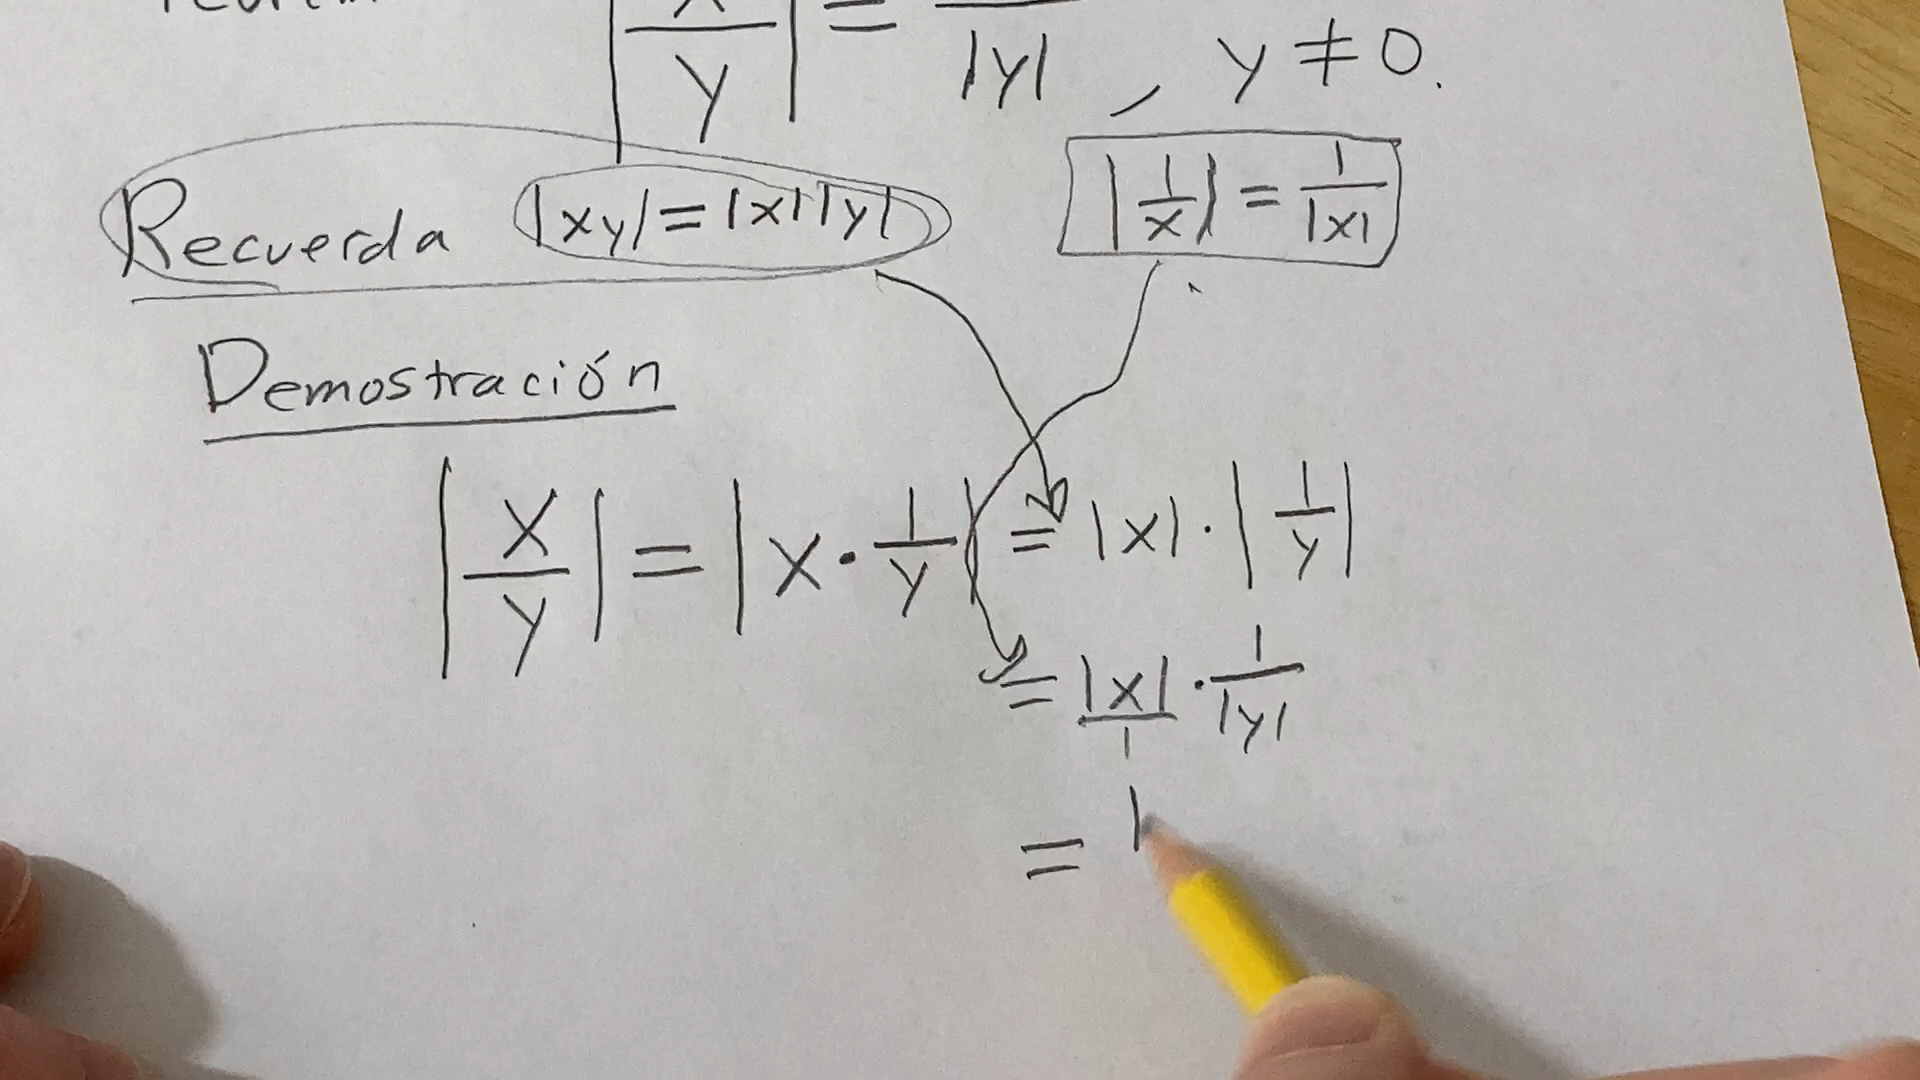 |x/y| = /|y| , y ≠ 0.
Recuerda |xy| = |x||y| |1/x| = 1/|x|
Demostración
|x/y| = |x · 1/y| = |x| · |1/y|
= |x|/1 · 1/|y|
= |